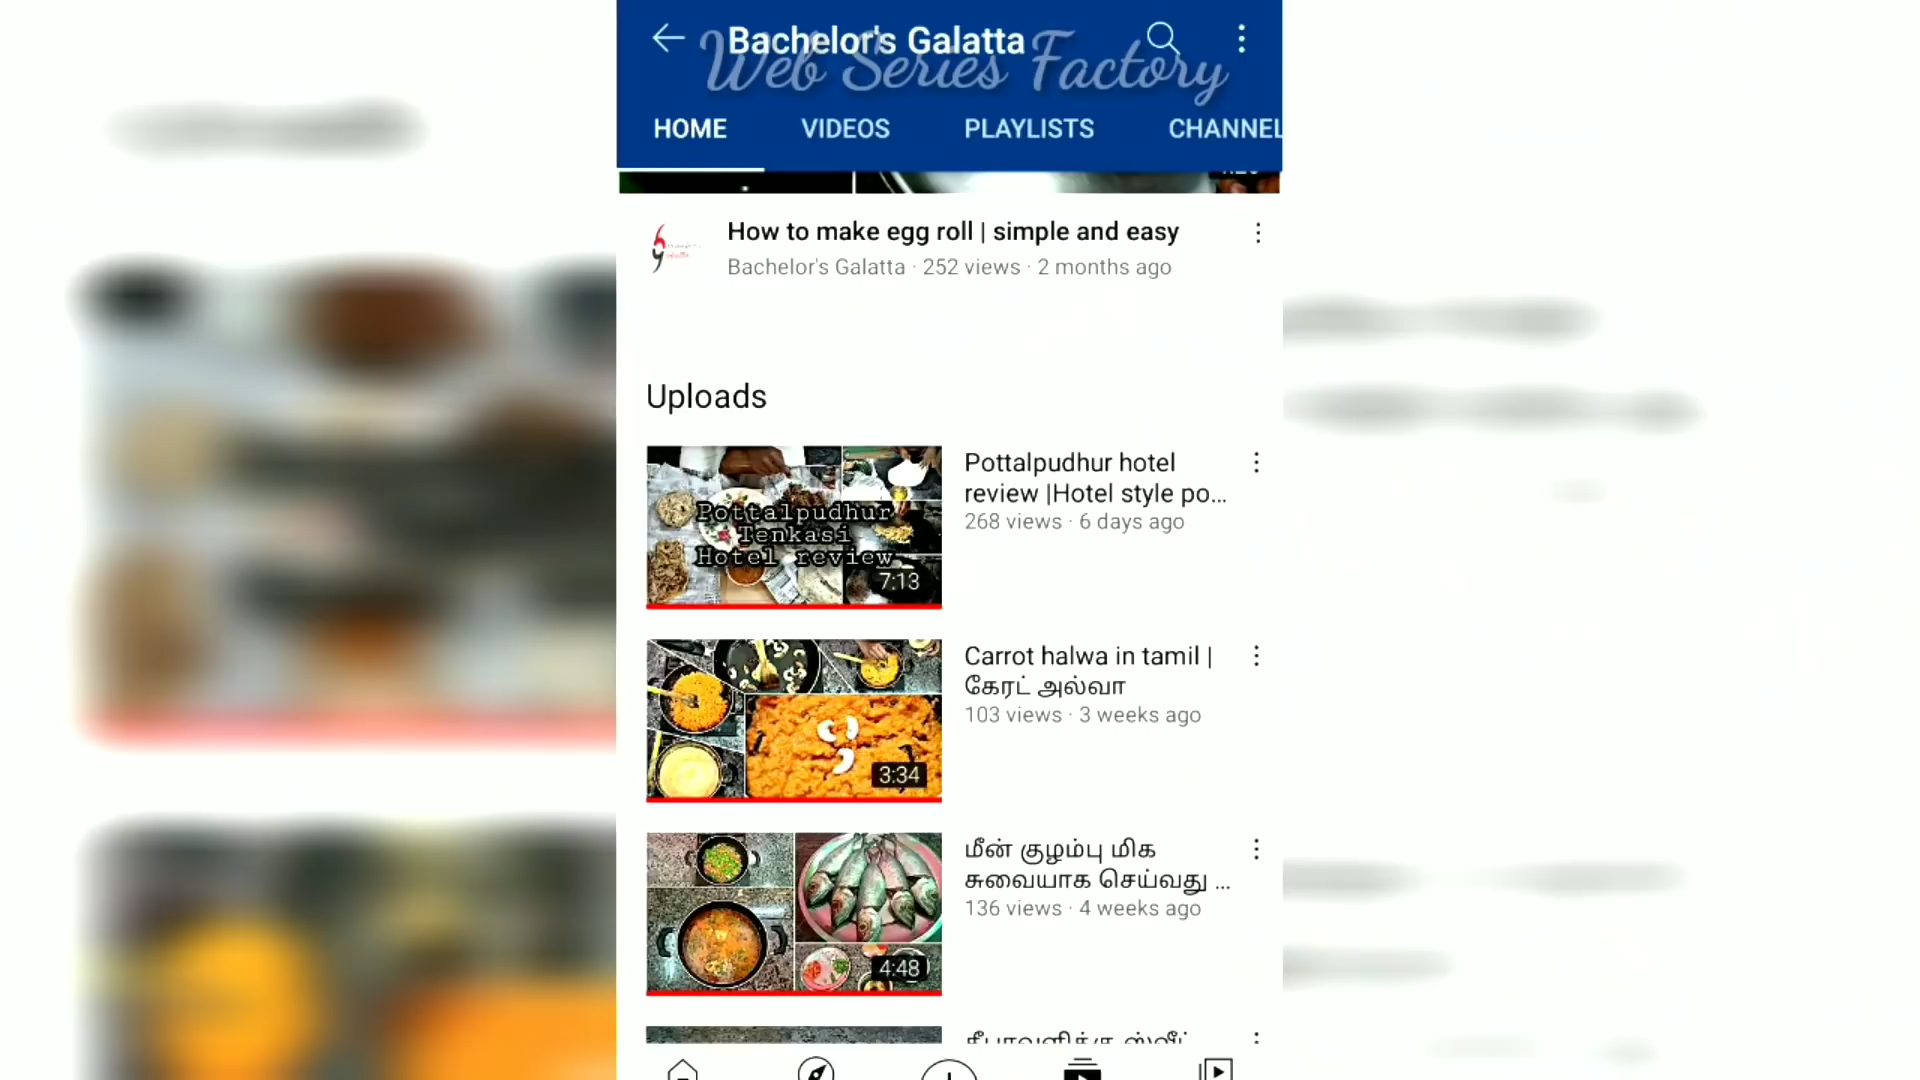 Bachelor's Galatta
Web Series Factory
HOME VIDEOS PLAYLISTS CHANNEL
How to make egg roll | simple and easy
Bachelor's Galatta · 252 views · 2 months ago
Uploads
Pottalpudhur
Tenkasi
Hotel review
7:13
Pottalpudhur hotel
review |Hotel style po...
268 views · 6 days ago
3:34
Carrot halwa in tamil |
கேரட் அல்வா
103 views · 3 weeks ago
4:48
மீன் குழம்பு மிக
சுவையாக செய்வது ...
136 views · 4 weeks ago